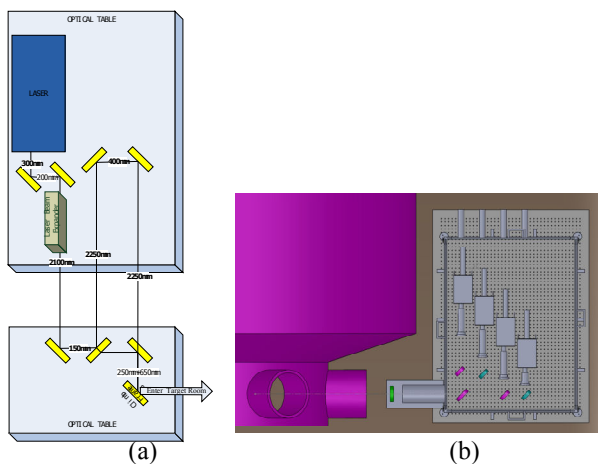 OPTICAL TABLE
LASER
300mm
200mm
400mm
Laser Beam
Expander
2100mm
2250mm
2250mm
150mm
250mm+650mm
Enter Target Room
OPTICAL TABLE
(a)
(b)